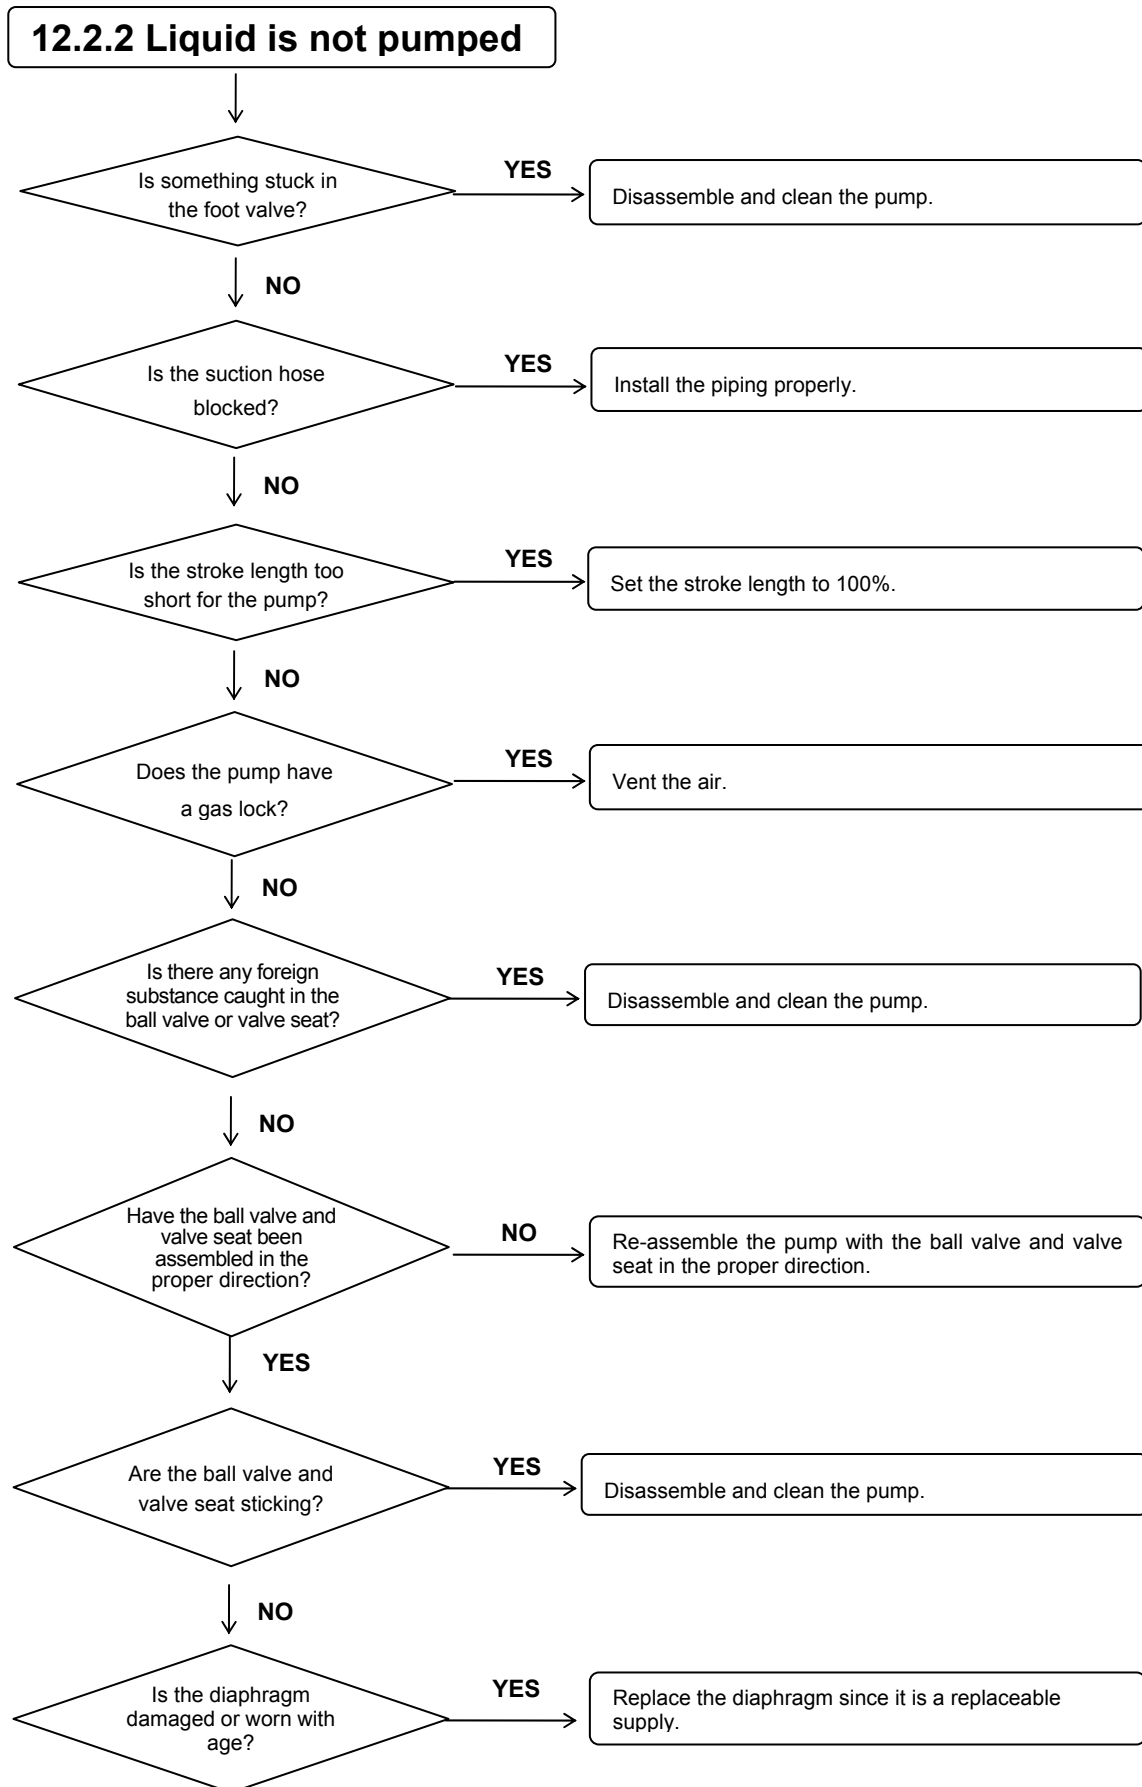 12.2.2 Liquid is not pumped
Is something stuck in
the foot valve?
YES
Disassemble and clean the pump.
NO
Is the suction hose
blocked?
YES
Install the piping properly.
NO
Is the stroke length too
short for the pump?
YES
Set the stroke length to 100%.
NO
Does the pump have
a gas lock?
YES
Vent the air.
NO
Is there any foreign
substance caught in the
ball valve or valve seat?
YES
Disassemble and clean the pump.
NO
Have the ball valve and
valve seat been
assembled in the
proper direction?
NO
Re-assemble the pump with the ball valve and valve
seat in the proper direction.
YES
Are the ball valve and
valve seat sticking?
YES
Disassemble and clean the pump.
NO
Is the diaphragm
damaged or worn with
age?
YES
Replace the diaphragm since it is a replaceable
supply.